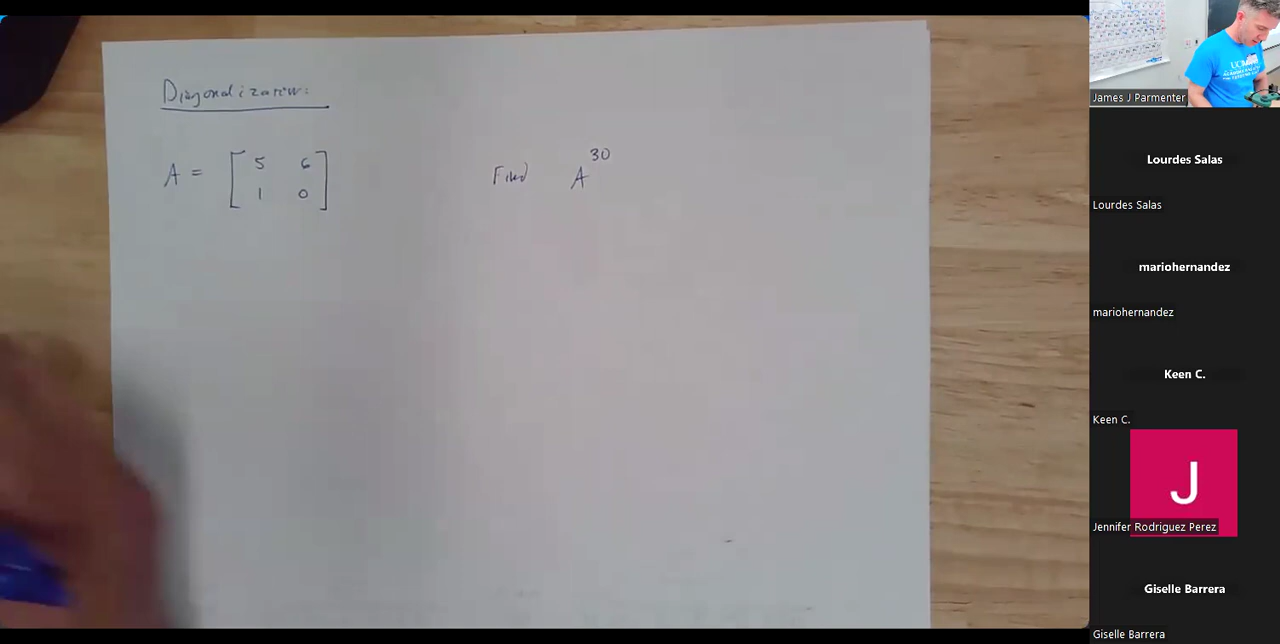 Diagonalization:
A = [ 5 6
1 0 ]
Find A^30
James J Parmenter
Lourdes Salas
Lourdes Salas
mariohernandez
mariohernandez
Keen C.
Keen C.
J
Jennifer Rodriguez Perez
Giselle Barrera
Giselle Barrera